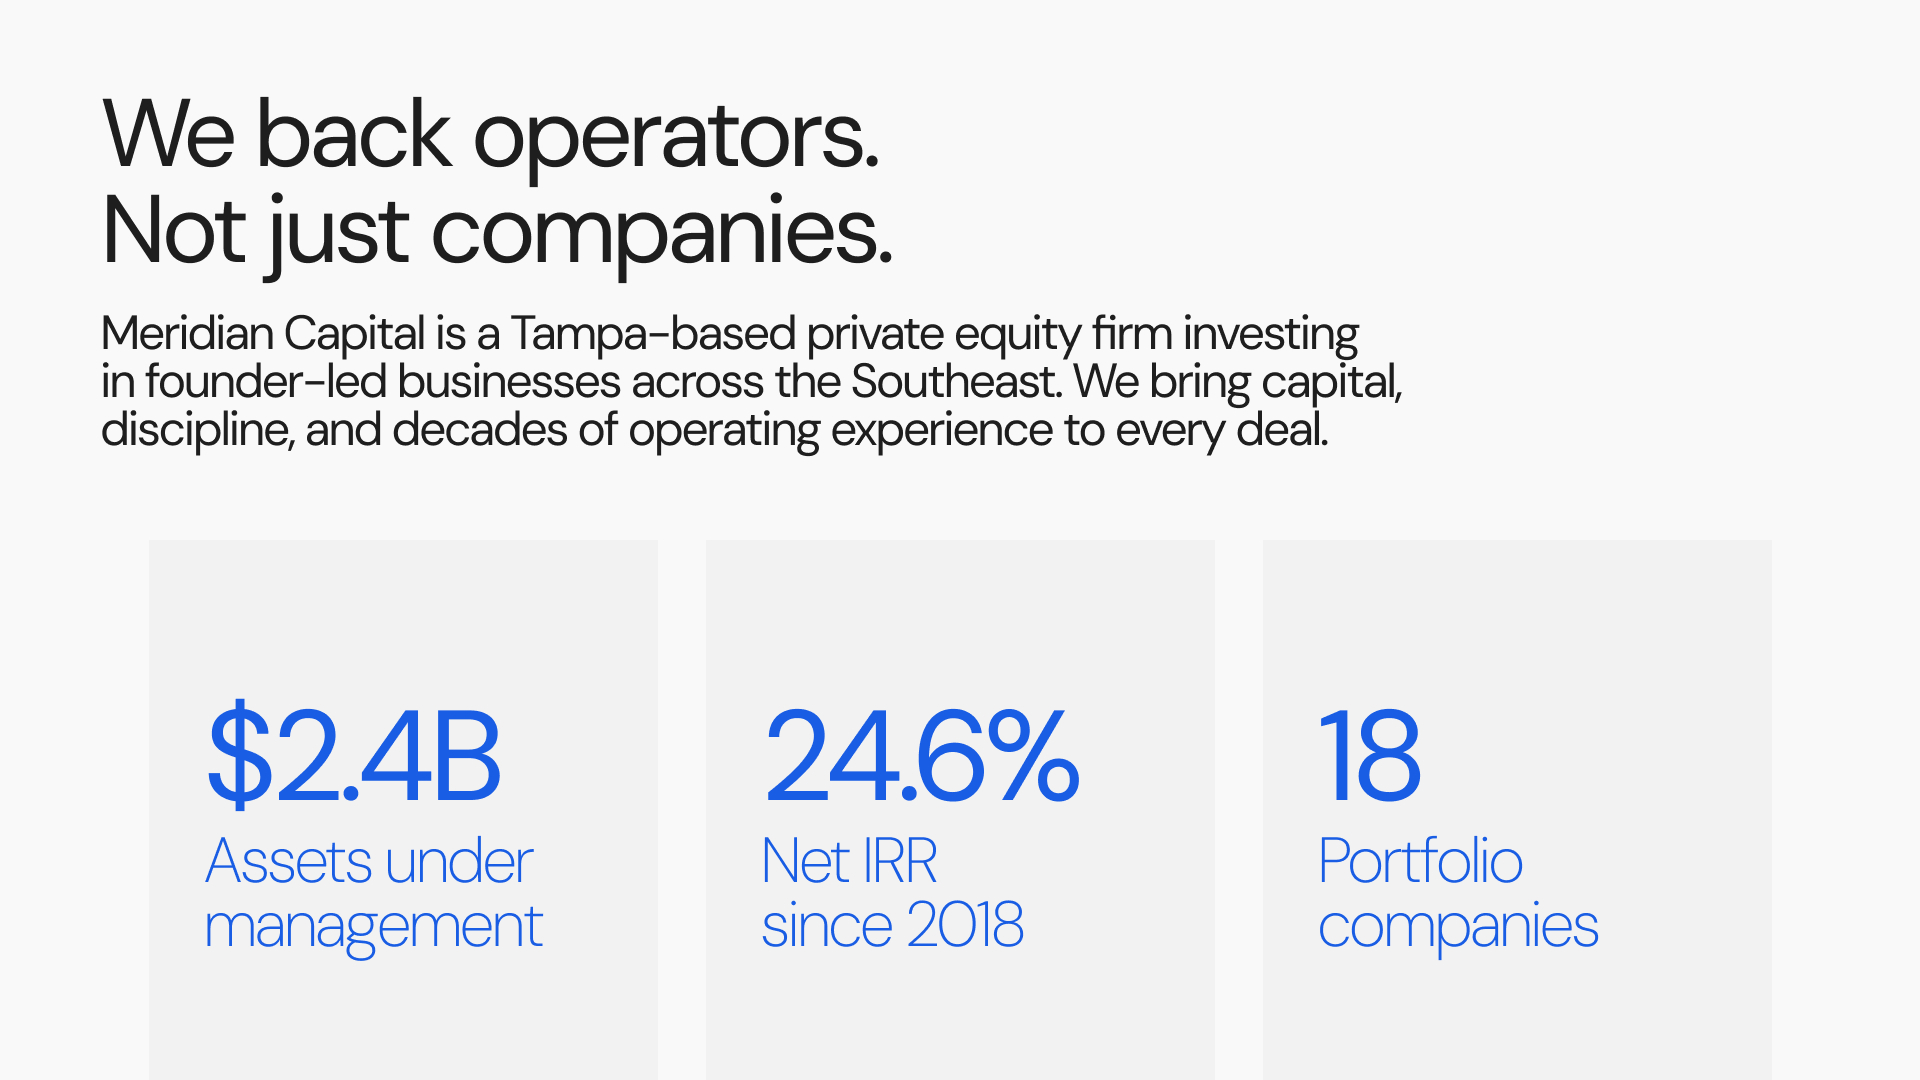 We back operators.
Not just companies.
Meridian Capital is a Tampa-based private equity firm investing
in founder-led businesses across the Southeast. We bring capital,
discipline, and decades of operating experience to every deal.
$2.4B
Assets under
management
24.6%
Net IRR
since 2018
18
Portfolio
companies